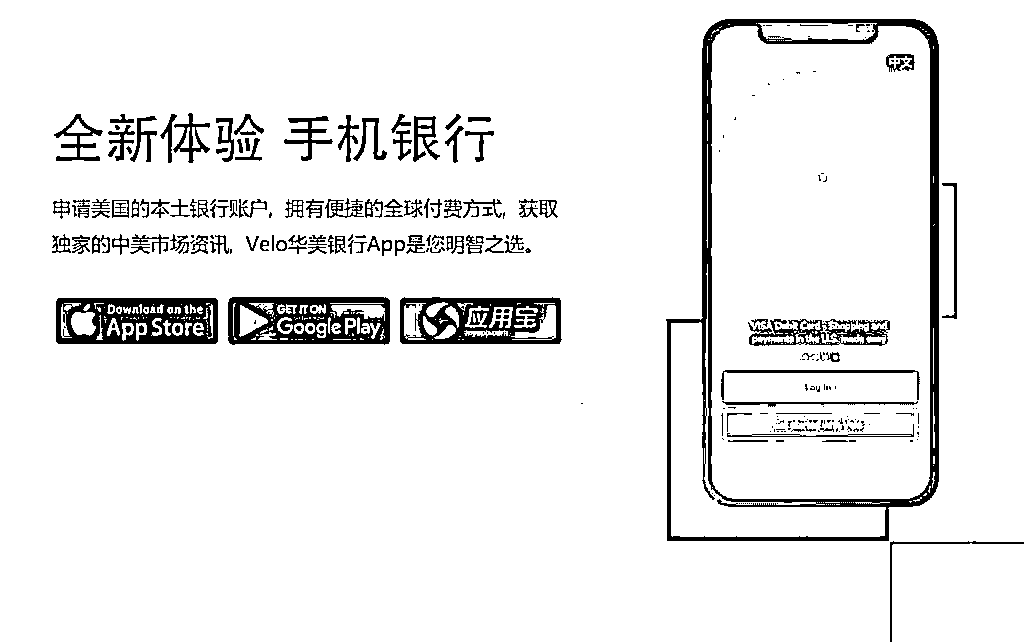 全新体验 手机银行
申请美国的本土银行账户，拥有便捷的全球付费方式，获取
独家的中美市场资讯，Velo华美银行App是您明智之选。
Download on the
App Store
GET IT ON
Google Play
应用宝
中文
VISA Debit Card - Shopping and
payments in the U.S. made easy
Log In